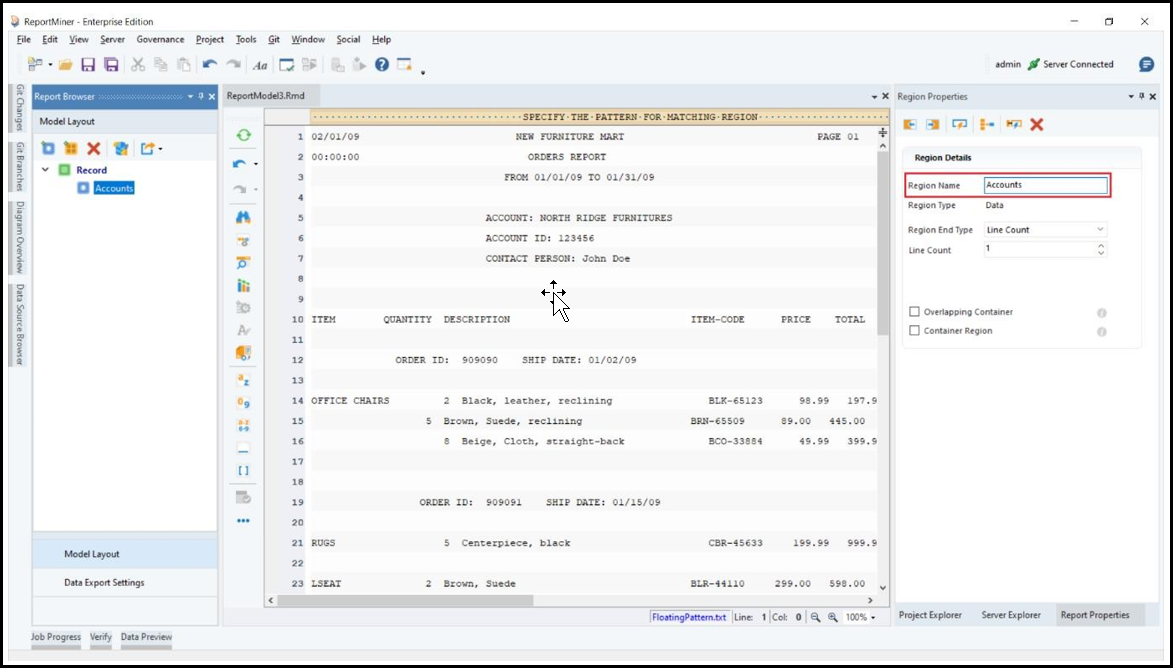 ReportMiner - Enterprise Edition
File Edit View Server Governance Project Tools Git Window Social Help
Aa admin Server Connected
Git Changes
Git Branches
Diagram Overview
Data Source Browser
Report Browser
Model Layout
Record
Accounts
Model Layout
Data Export Settings
ReportModel3.Rmd
SPECIFY·THE·PATTERN·FOR·MATCHING·REGION
1 02/01/09 NEW FURNITURE MART PAGE 01
2 00:00:00 ORDERS REPORT
3 FROM 01/01/09 TO 01/31/09
4
5 ACCOUNT: NORTH RIDGE FURNITURES
6 ACCOUNT ID: 123456
7 CONTACT PERSON: John Doe
8
9
10 ITEM QUANTITY DESCRIPTION ITEM-CODE PRICE TOTAL
11
12 ORDER ID: 909090 SHIP DATE: 01/02/09
13
14 OFFICE CHAIRS 2 Black, leather, reclining BLK-65123 98.99 197.9
15 5 Brown, Suede, reclining BRN-65509 89.00 445.00
16 8 Beige, Cloth, straight-back BCO-33884 49.99 399.9
17
18
19 ORDER ID: 909091 SHIP DATE: 01/15/09
20
21 RUGS 5 Centerpiece, black CBR-45633 199.99 999.9
22
23 LSEAT 2 Brown, Suede BLR-44110 299.00 598.00
FloatingPattern.txt Line: 1 Col: 0 100%
Region Properties
Region Details
Region Name Accounts
Region Type Data
Region End Type Line Count
Line Count 1
Overlapping Container
Container Region
Project Explorer Server Explorer Report Properties
Job Progress Verify Data Preview